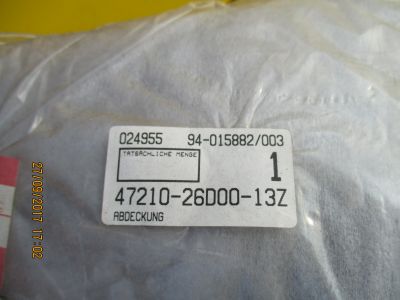 024955 94-015882/003
TATSÄCHLICHE MENGE
1
47210-26D00-13Z
ABDECKUNG
27/09/2017 17:02